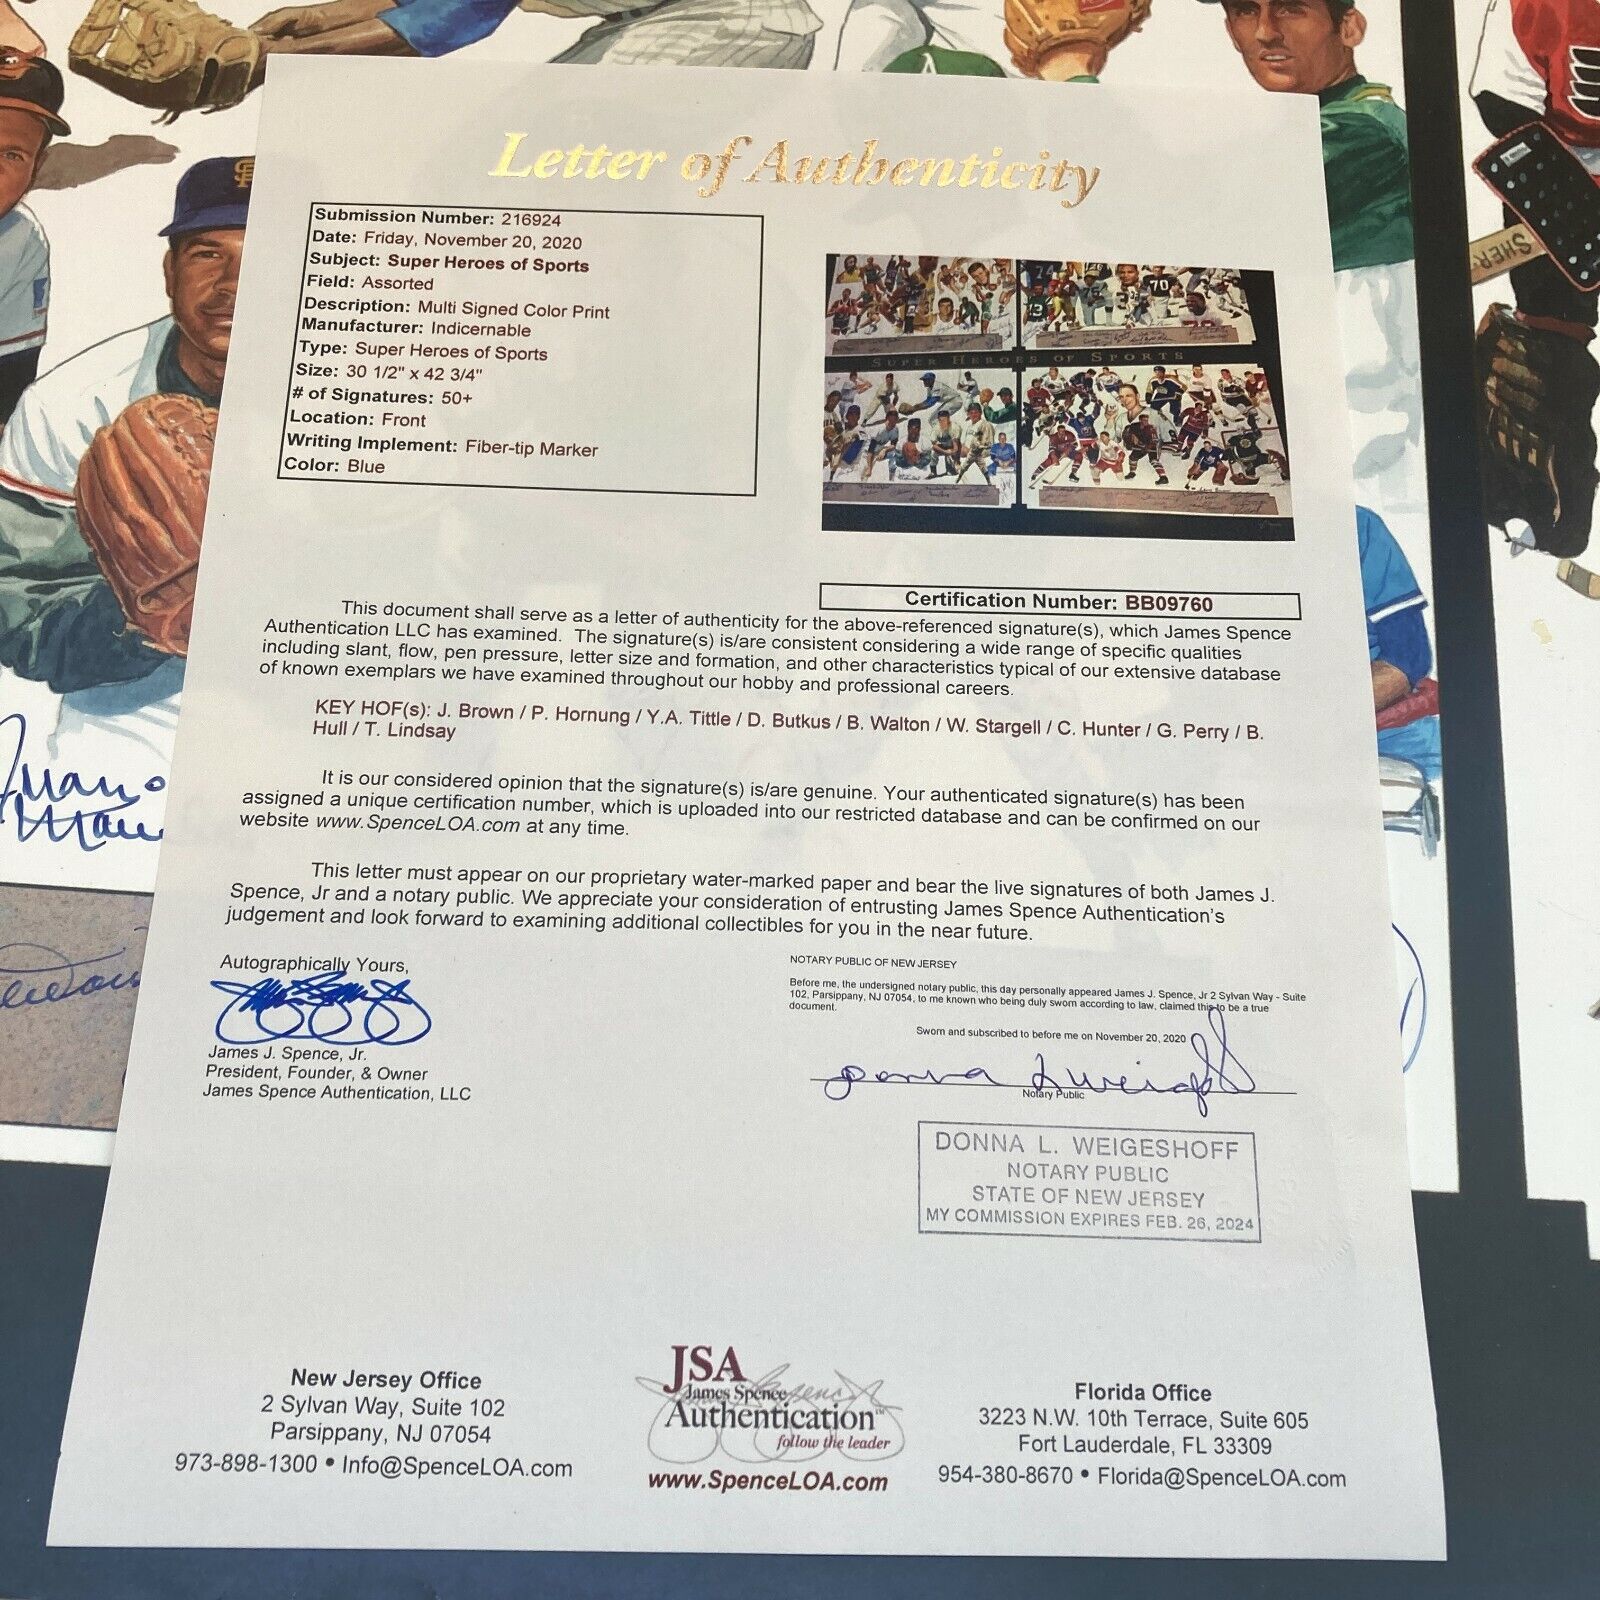 Letter of Authenticity
Submission Number: 216924
Date: Friday, November 20, 2020
Subject: Super Heroes of Sports
Field: Assorted
Description: Multi Signed Color Print
Manufacturer: Indicernable
Type: Super Heroes of Sports
Size: 30 1/2" x 42 3/4"
# of Signatures: 50+
Location: Front
Writing Implement: Fiber-tip Marker
Color: Blue
SUPER HEROES OF SPORTS
Certification Number: BB09760
This document shall serve as a letter of authenticity for the above-referenced signature(s), which James Spence
Authentication LLC has examined. The signature(s) is/are consistent considering a wide range of specific qualities
including slant, flow, pen pressure, letter size and formation, and other characteristics typical of our extensive database
of known exemplars we have examined throughout our hobby and professional careers.
KEY HOF(s): J. Brown / P. Hornung / Y.A. Tittle / D. Butkus / B. Walton / W. Stargell / C. Hunter / G. Perry / B.
Hull / T. Lindsay
It is our considered opinion that the signature(s) is/are genuine. Your authenticated signature(s) has been
assigned a unique certification number, which is uploaded into our restricted database and can be confirmed on our
website www.SpenceLOA.com at any time.
This letter must appear on our proprietary water-marked paper and bear the live signatures of both James J.
Spence, Jr and a notary public. We appreciate your consideration of entrusting James Spence Authentication's
judgement and look forward to examining additional collectibles for you in the near future.
Autographically Yours,
James J. Spence, Jr.
President, Founder, & Owner
James Spence Authentication, LLC
NOTARY PUBLIC OF NEW JERSEY
Before me, the undersigned notary public, this day personally appeared James J. Spence, Jr 2 Sylvan Way - Suite
102, Parsippany, NJ 07054, to me known who being duly sworn according to law, claimed this to be a true
document.
Sworn and subscribed to before me on November 20, 2020
Notary Public
DONNA L. WEIGESHOFF
NOTARY PUBLIC
STATE OF NEW JERSEY
MY COMMISSION EXPIRES FEB. 26, 2024
New Jersey Office
2 Sylvan Way, Suite 102
Parsippany, NJ 07054
973-898-1300 • Info@SpenceLOA.com
JSA
James Spence
Authentication™
follow the leader
www.SpenceLOA.com
Florida Office
3223 N.W. 10th Terrace, Suite 605
Fort Lauderdale, FL 33309
954-380-8670 • Florida@SpenceLOA.com
Juan
SF
SHER-